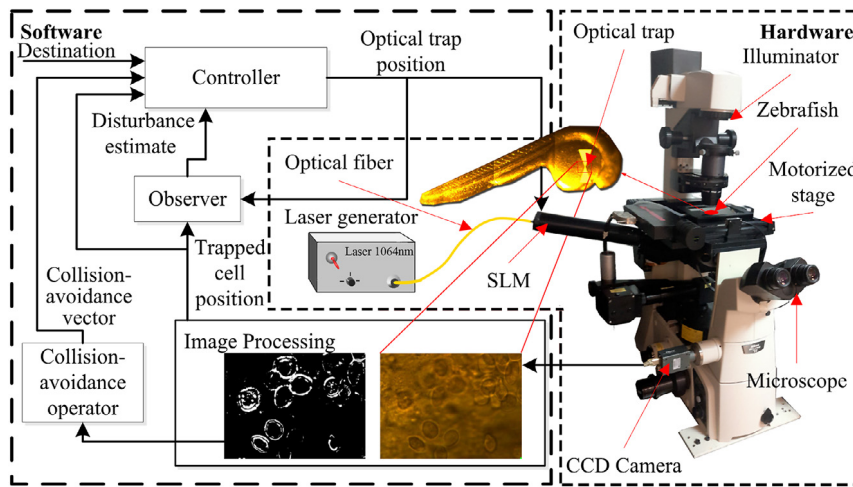 Software
Destination
Controller
Optical trap
position
Disturbance
estimate
Observer
Optical fiber
Laser generator
Laser 1064nm
SLM
Collision-
avoidance
vector
Trapped
cell
position
Image Processing
Collision-
avoidance
operator
Optical trap
Hardware
Illuminator
Zebrafish
Motorized
stage
Microscope
CCD Camera